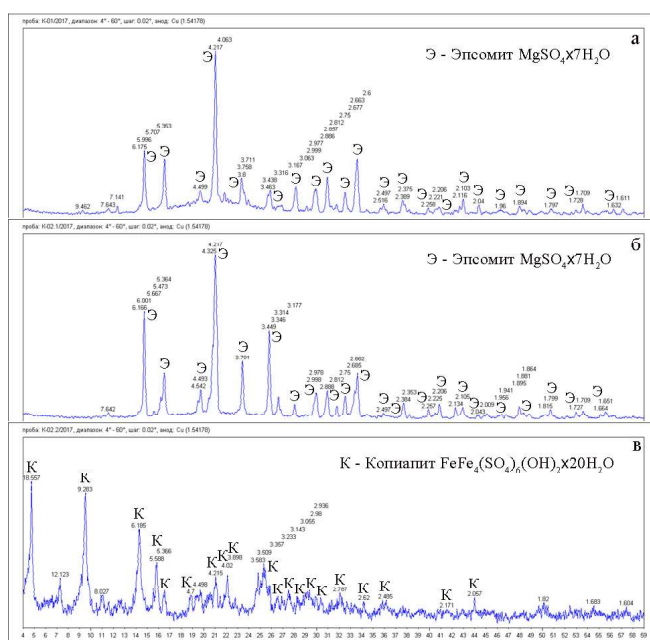 проба: К-01/2017, диапазон: 4° - 60°, шаг: 0.02°, анод: Cu (1.54178)
а
Э - Эпсомит MgSO₄x7H₂O
4.063
4.217
Э
5.353
5.707
5.996
6.175
Э
Э
9.462
7.643
7.141
Э
4.499
Э
3.711
3.758
3.8
3.438
3.463
3.316
Э
3.167
Э
3.063
2.977
2.999
Э
2.886
2.812
2.75
Э
2.6
2.663
2.677
Э
Э
2.497
2.516
Э
2.375
2.389
Э
2.206
2.221
2.258
Э
2.103
2.116
Э
2.04
Э
1.96
Э
1.894
Э
1.797
Э
1.709
1.728
Э
1.611
1.632
проба: К-02.1/2017, диапазон: 4° - 60°, шаг: 0.02°, анод: Cu (1.54178)
б
Э - Эпсомит MgSO₄x7H₂O
4.217
4.325
Э
5.364
5.473
5.667
6.001
6.166
Э
Э
7.642
Э
4.493
4.542
Э
3.177
3.314
3.346
3.449
Э
Э
2.978
2.998
Э
2.888
2.812
2.75
Э
2.685
Э
Э
2.497
Э
2.353
2.384
Э
2.206
2.225
2.257
Э
2.105
2.134
Э
2.009
2.043
Э
1.941
1.956
Э
1.864
1.881
1.895
Э
1.799
1.815
Э
1.709
1.727
Э
1.651
1.664
проба: К-02.2/2017, диапазон: 4° - 60°, шаг: 0.02°, анод: Cu (1.54178)
в
К - Копиапит FeFe₄(SO₄)₆(OH)₂x20H₂O
К
18.557
К
9.283
12.123
8.027
К
6.185
К
5.366
5.588
К
К
4.7
4.498
К
4.215
К
4.02
К
3.898
3.583
3.509
К
3.357
3.233
3.143
3.055
2.98
2.936
К
К
К
К
К
К
2.767
К
2.62
К
2.485
К
2.171
К
2.057
1.82
1.683
1.604
4 5 6 7 8 9 10 11 12 13 14 15 16 17 18 19 20 21 22 23 24 25 26 27 28 29 30 31 32 33 34 35 36 37 38 39 40 41 42 43 44 45 46 47 48 49 50 51 52 53 54 55 56 57 58 59